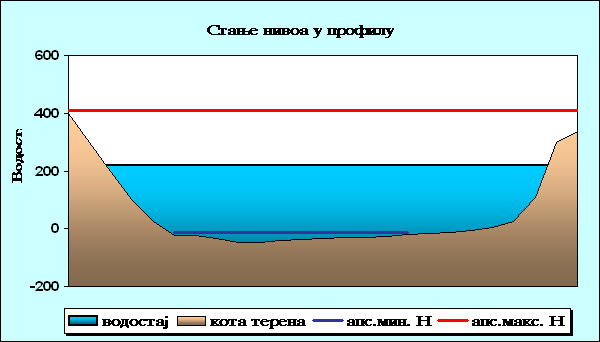 Стање нивоа у профилу
600
400
200
0
-200
Водост.
водостај кота терена апс.мин. Н апс.макс. Н